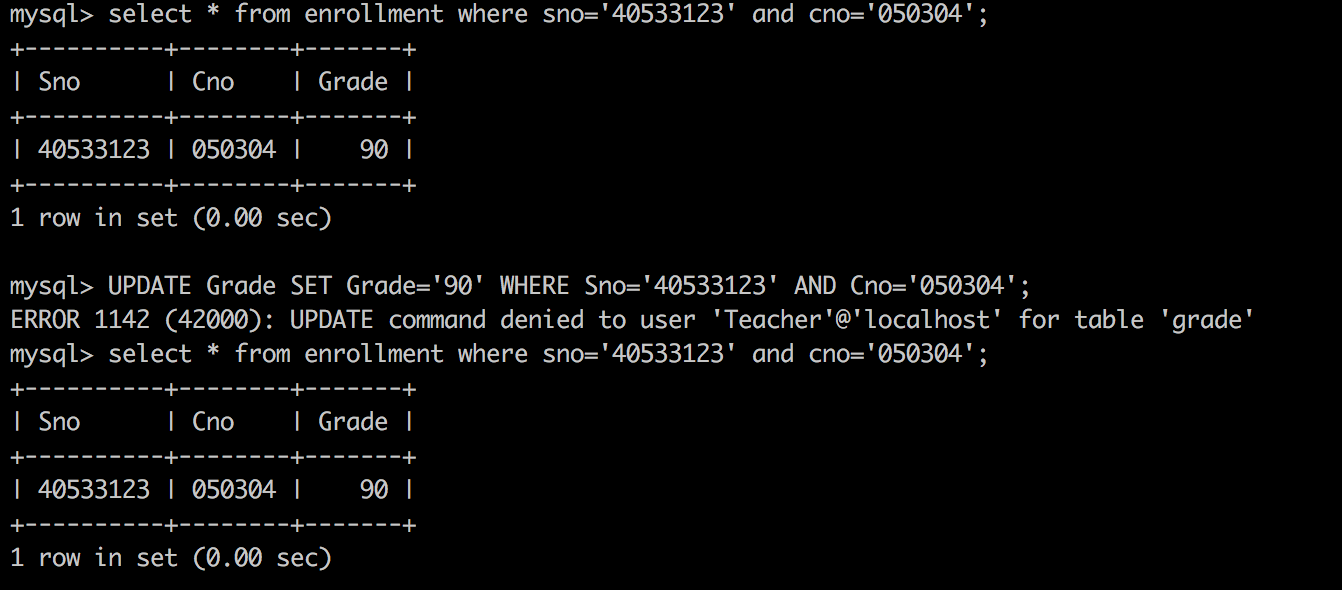 mysql> select * from enrollment where sno='40533123' and cno='050304';
+----------+--------+-------+
| Sno      | Cno    | Grade |
+----------+--------+-------+
| 40533123 | 050304 |    90 |
+----------+--------+-------+
1 row in set (0.00 sec)

mysql> UPDATE Grade SET Grade='90' WHERE Sno='40533123' AND Cno='050304';
ERROR 1142 (42000): UPDATE command denied to user 'Teacher'@'localhost' for table 'grade'
mysql> select * from enrollment where sno='40533123' and cno='050304';
+----------+--------+-------+
| Sno      | Cno    | Grade |
+----------+--------+-------+
| 40533123 | 050304 |    90 |
+----------+--------+-------+
1 row in set (0.00 sec)